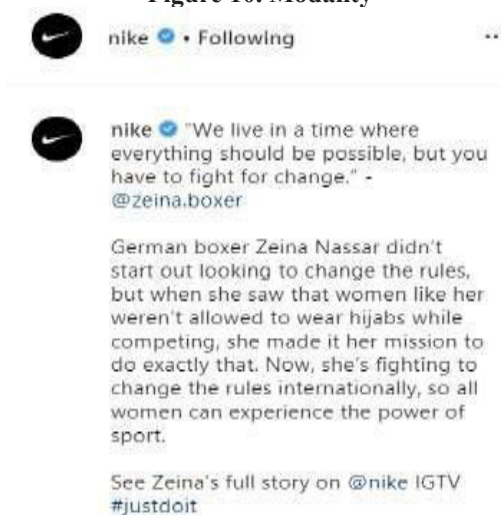 Figure 10. Modality
nike • Following
nike "We live in a time where
everything should be possible, but you
have to fight for change." -
@zeina.boxer
German boxer Zeina Nassar didn't
start out looking to change the rules,
but when she saw that women like her
weren't allowed to wear hijabs while
competing, she made it her mission to
do exactly that. Now, she's fighting to
change the rules internationally, so all
women can experience the power of
sport.
See Zeina's full story on @nike IGTV
#justdoit